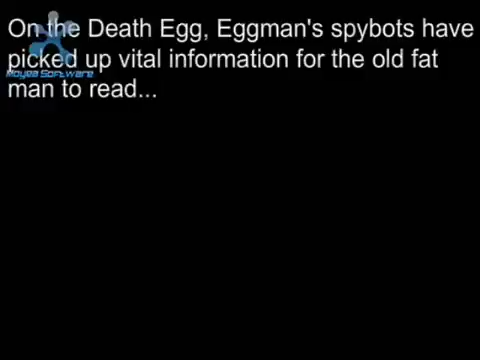 On the Death Egg, Eggman's spybots have
picked up vital information for the old fat
Moyea Software
man to read...